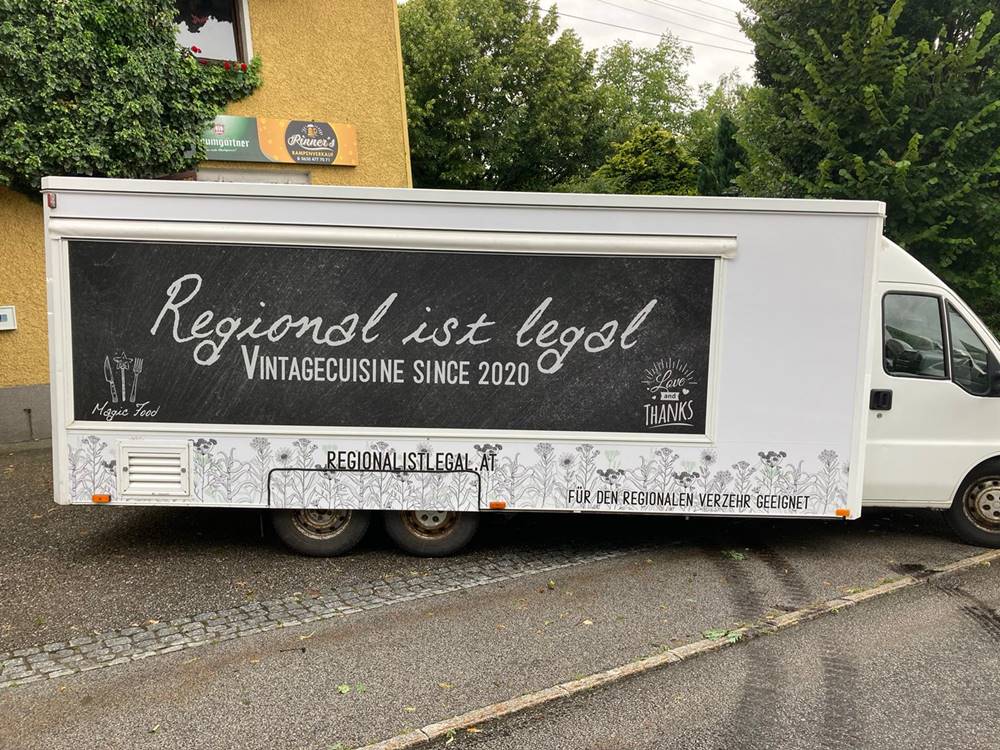 Rinner's
RAMPENVERKAUF
Regional ist legal
VINTAGECUISINE SINCE 2020
Magic Food
Love
and
THANKS
REGIONALISTLEGAL.AT
FÜR DEN REGIONALEN VERZEHR GEEIGNET